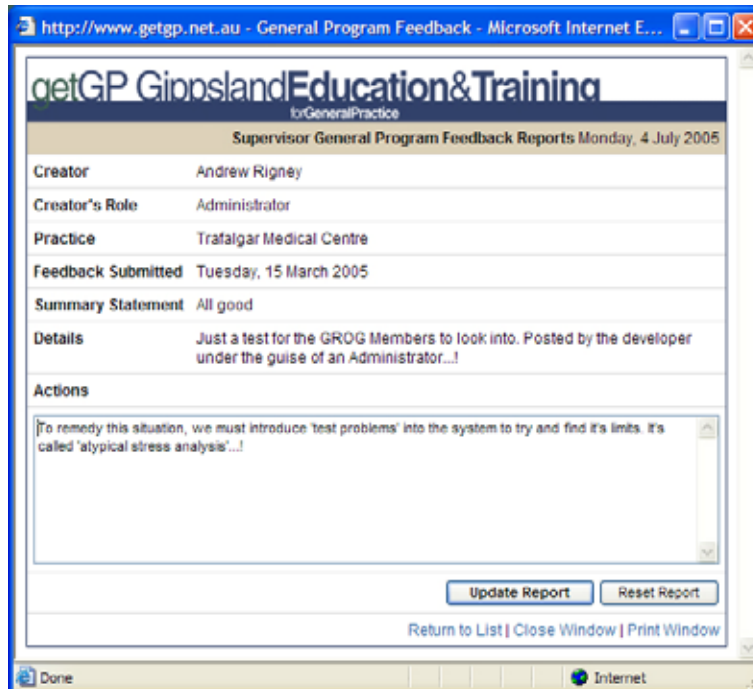 http://www.getgp.net.au - General Program Feedback - Microsoft Internet E...
getGP Gippsland Education&Training
forGeneralPractice
Supervisor General Program Feedback Reports Monday, 4 July 2005
Creator Andrew Rigney
Creator's Role Administrator
Practice Trafalgar Medical Centre
Feedback Submitted Tuesday, 15 March 2005
Summary Statement All good
Details Just a test for the GROG Members to look into. Posted by the developer
under the guise of an Administrator...!
Actions
To remedy this situation, we must introduce 'test problems' into the system to try and find it's limits. It's
called 'atypical stress analysis'...!
Update Report Reset Report
Return to List | Close Window | Print Window
Done Internet